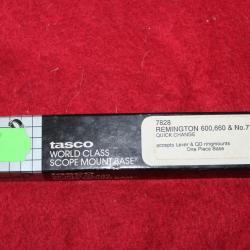 tasco
WORLD CLASS
SCOPE MOUNT BASE
7828
REMINGTON 600,660 & No.7
QUICK CHANGE
accepts Lever & QD ringmounts
One Piece Base